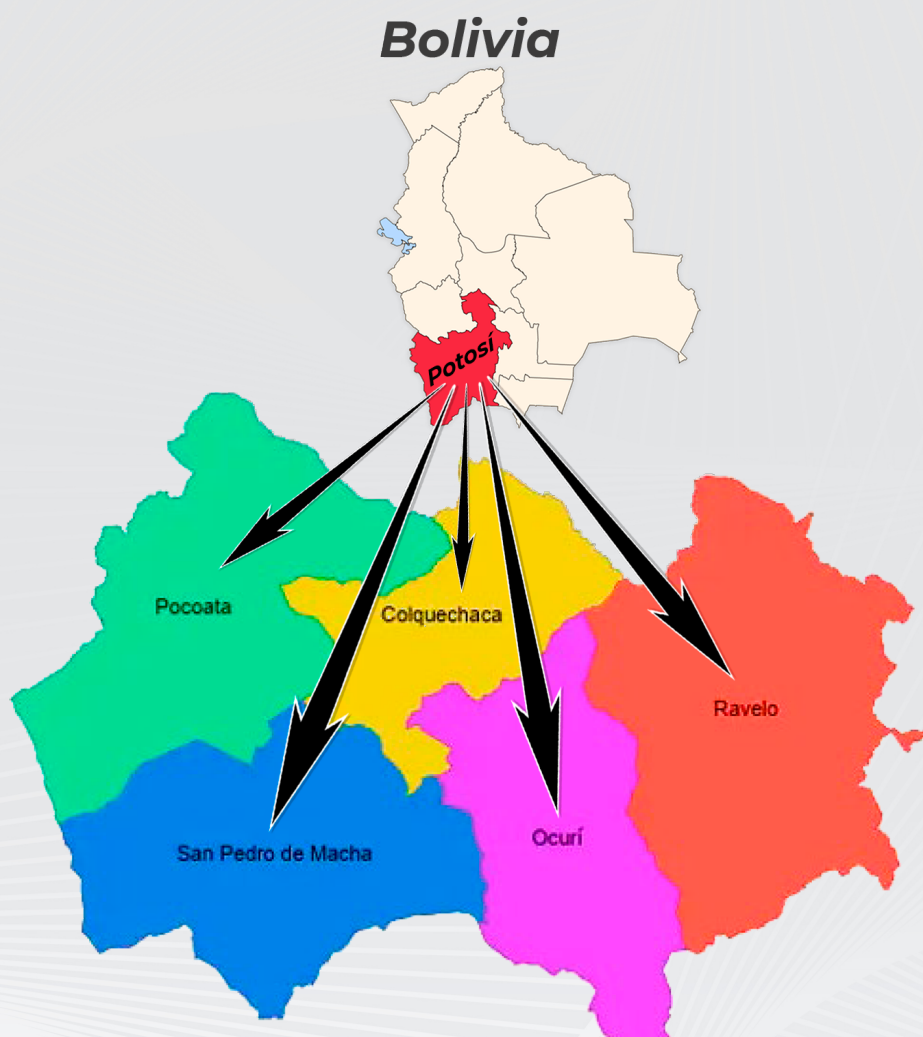 Bolivia
Potosí
Pocoata
Colquechaca
Ravelo
Ocurí
San Pedro de Macha